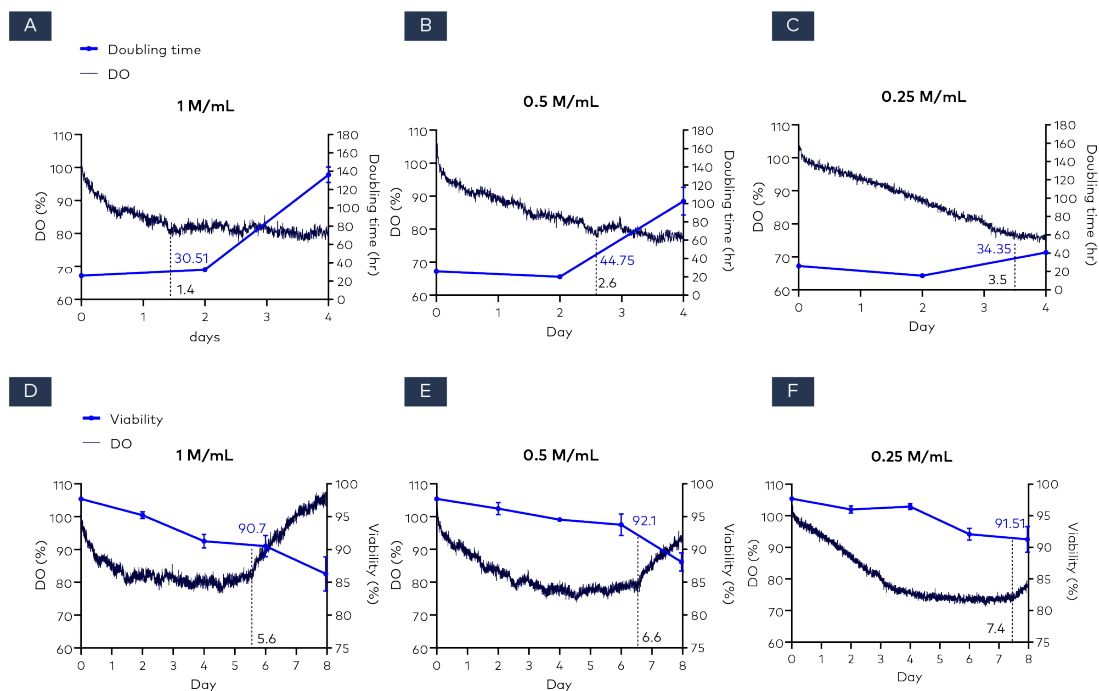 A
B
C
Doubling time
DO
1 M/mL
0.5 M/mL
0.25 M/mL
110
100
90
80
70
60
DO (%)
180
160
140
120
100
80
60
40
20
0
Doubling time (hr)
30.51
1.4
0 1 2 3 4
days
110
100
90
80
70
60
DO (%)
180
160
140
120
100
80
60
40
20
0
Doubling time (hr)
44.75
2.6
0 1 2 3 4
Day
110
100
90
80
70
60
DO (%)
180
160
140
120
100
80
60
40
20
0
Doubling time (hr)
34.35
3.5
0 1 2 3 4
Day
D
E
F
Viability
DO
1 M/mL
0.5 M/mL
0.25 M/mL
110
100
90
80
70
60
DO (%)
100
95
90
85
80
75
Viability (%)
90.7
5.6
0 1 2 3 4 5 6 7 8
Day
110
100
90
80
70
60
DO (%)
100
95
90
85
80
75
Viability (%)
92.1
6.6
0 1 2 3 4 5 6 7 8
Day
110
100
90
80
70
60
DO (%)
100
95
90
85
80
75
Viability (%)
91.51
7.4
0 1 2 3 4 5 6 7 8
Day